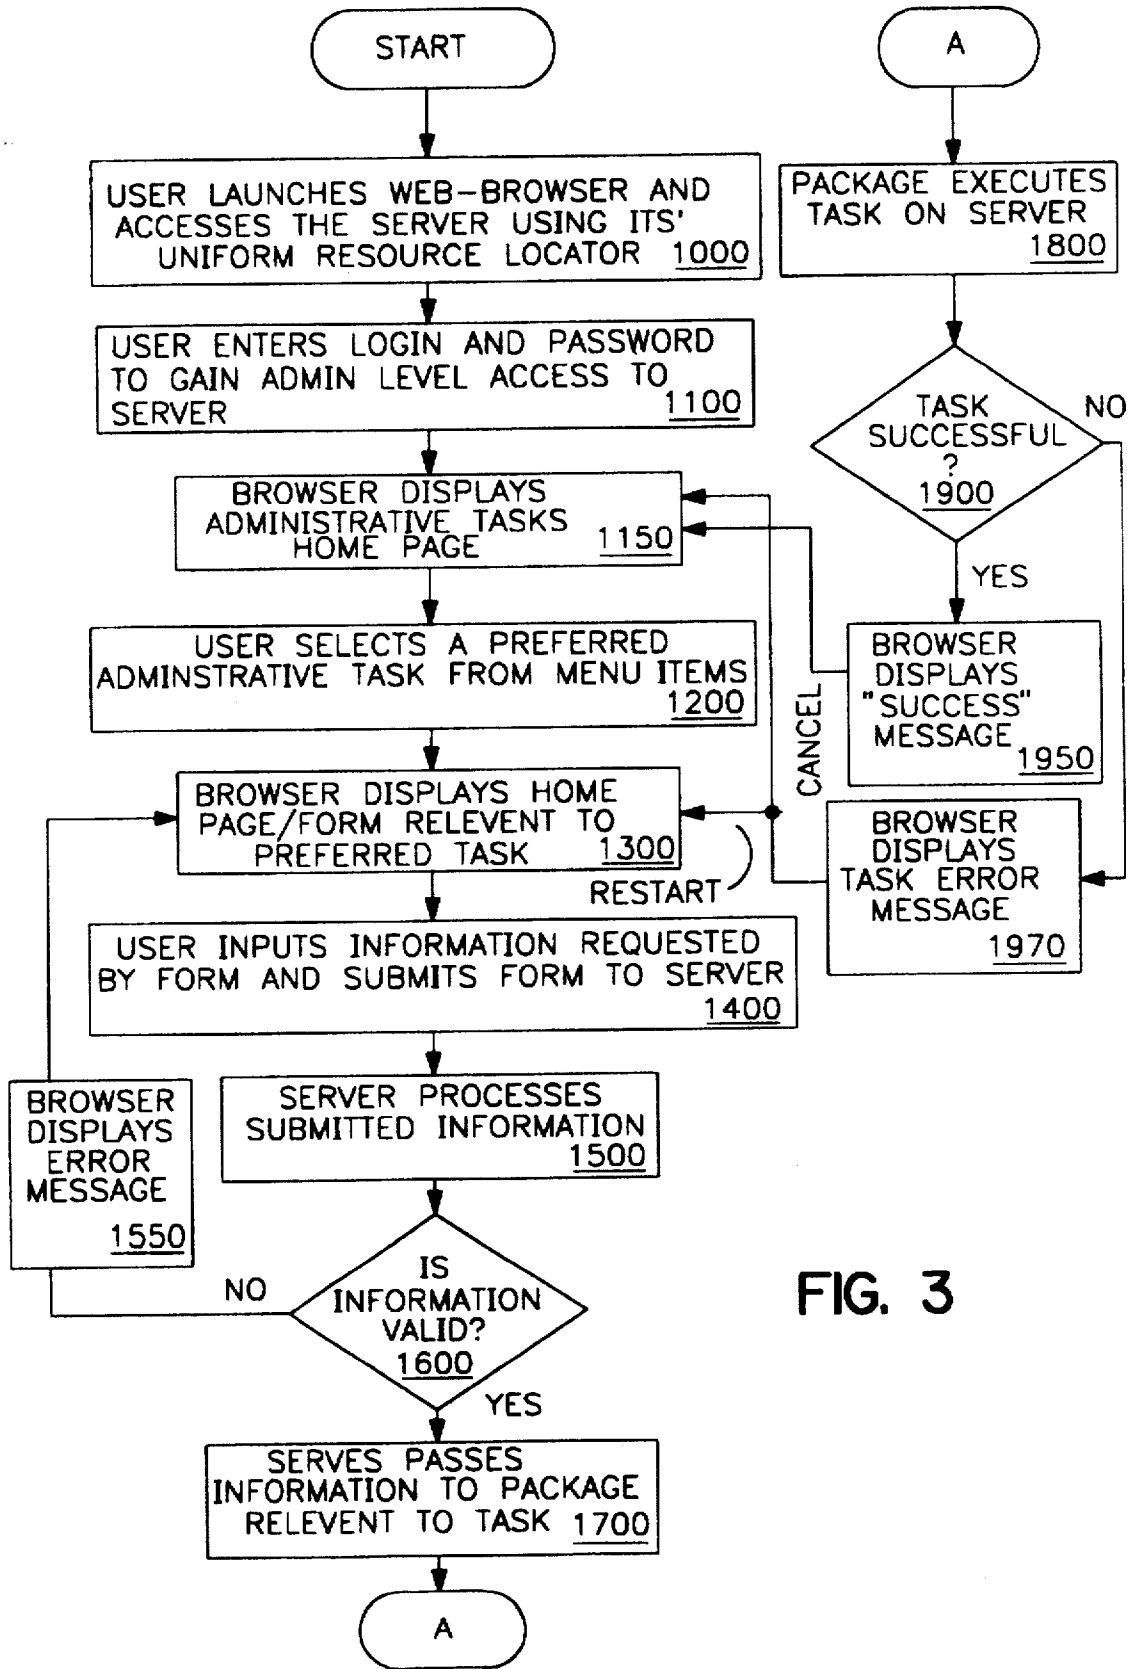 START
USER LAUNCHES WEB-BROWSER AND
ACCESSES THE SERVER USING ITS'
UNIFORM RESOURCE LOCATOR 1000
USER ENTERS LOGIN AND PASSWORD
TO GAIN ADMIN LEVEL ACCESS TO
SERVER 1100
BROWSER DISPLAYS
ADMINISTRATIVE TASKS
HOME PAGE 1150
USER SELECTS A PREFERRED
ADMINSTRATIVE TASK FROM MENU ITEMS
1200
BROWSER DISPLAYS HOME
PAGE/FORM RELEVENT TO
PREFERRED TASK 1300
RESTART
CANCEL
USER INPUTS INFORMATION REQUESTED
BY FORM AND SUBMITS FORM TO SERVER
1400
SERVER PROCESSES
SUBMITTED INFORMATION
1500
BROWSER
DISPLAYS
ERROR
MESSAGE
1550
NO
IS
INFORMATION
VALID?
1600
YES
SERVES PASSES
INFORMATION TO PACKAGE
RELEVENT TO TASK 1700
A
A
PACKAGE EXECUTES
TASK ON SERVER
1800
TASK
SUCCESSFUL
?
1900
NO
YES
BROWSER
DISPLAYS
"SUCCESS"
MESSAGE 1950
BROWSER
DISPLAYS
TASK ERROR
MESSAGE
1970
FIG. 3